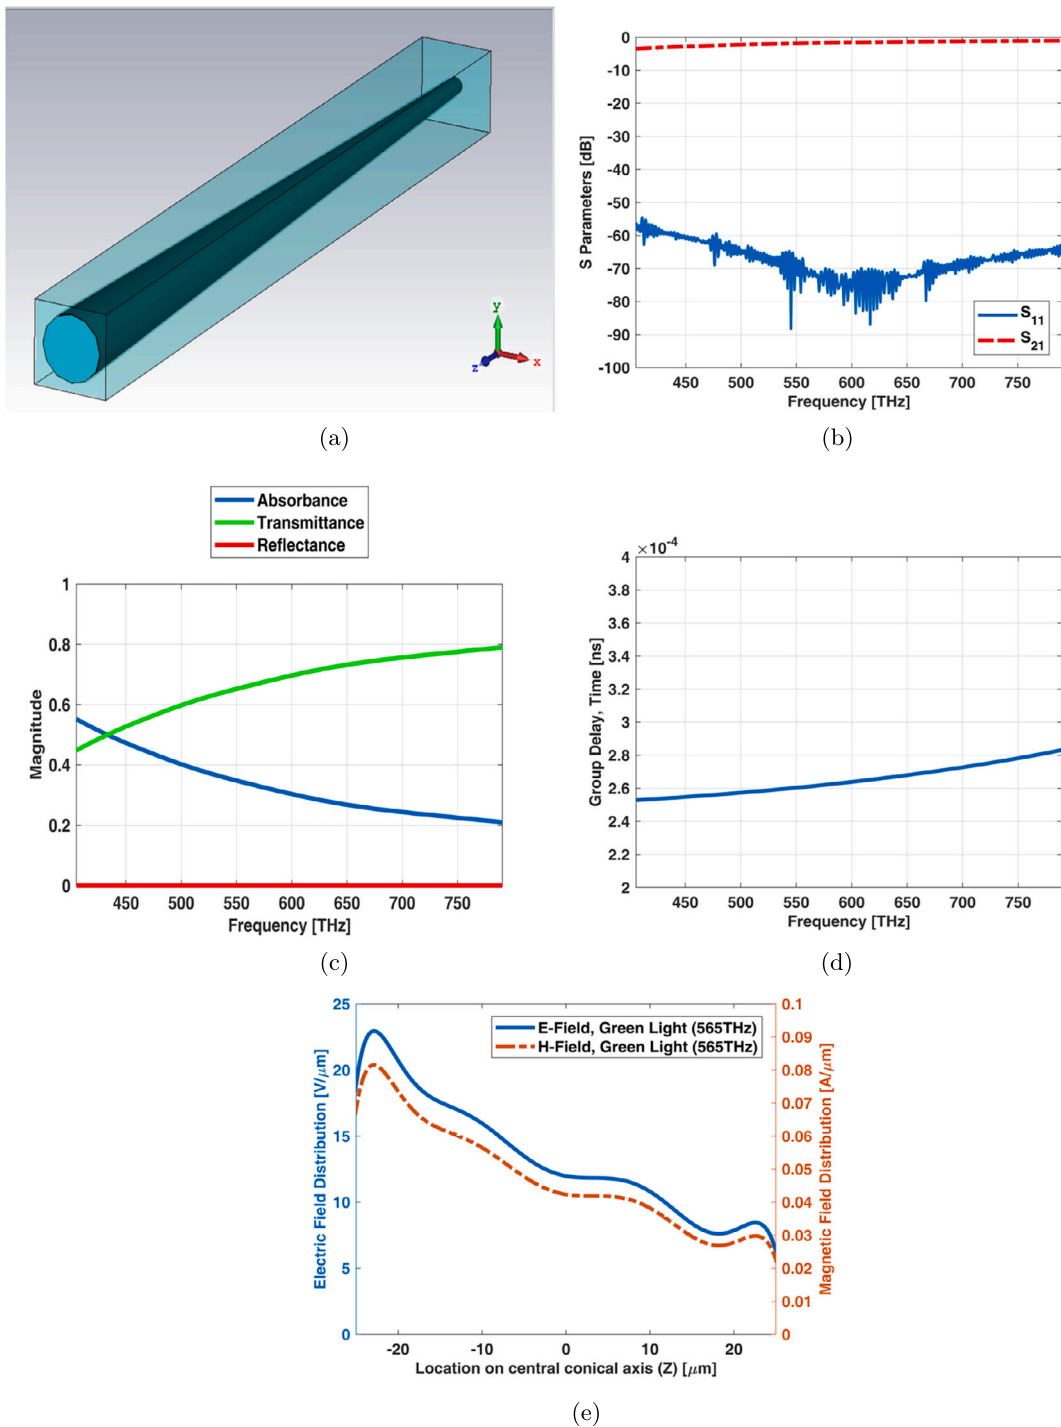 y
x
z
(a)
0
-10
-20
-30
-40
-50
-60
-70
-80
-90
-100
S Parameters [dB]
S11
S21
450 500 550 600 650 700 750
Frequency [THz]
(b)
Absorbance
Transmittance
Reflectance
1
0.8
0.6
0.4
0.2
0
Magnitude
450 500 550 600 650 700 750
Frequency [THz]
(c)
×10-4
4
3.8
3.6
3.4
3.2
3
2.8
2.6
2.4
2.2
2
Group Delay, Time [ns]
450 500 550 600 650 700 750
Frequency [THz]
(d)
25
20
15
10
5
0
Electric Field Distribution [V/μm]
E-Field, Green Light (565THz)
H-Field, Green Light (565THz)
0.1
0.09
0.08
0.07
0.06
0.05
0.04
0.03
0.02
0.01
0
Magnetic Field Distribution [A/μm]
-20 -10 0 10 20
Location on central conical axis (Z) [μm]
(e)